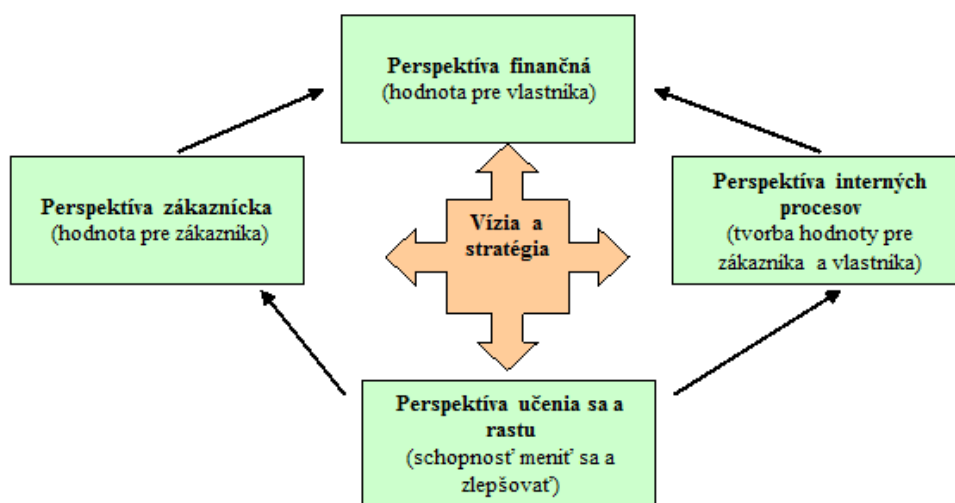 Perspektíva finančná
(hodnota pre vlastníka)
Perspektíva zákaznícka
(hodnota pre zákazníka)
Vízia a
stratégia
Perspektíva interných
procesov
(tvorba hodnoty pre
zákazníka a vlastníka)
Perspektíva učenia sa a
rastu
(schopnosť meniť sa a
zlepšovať)